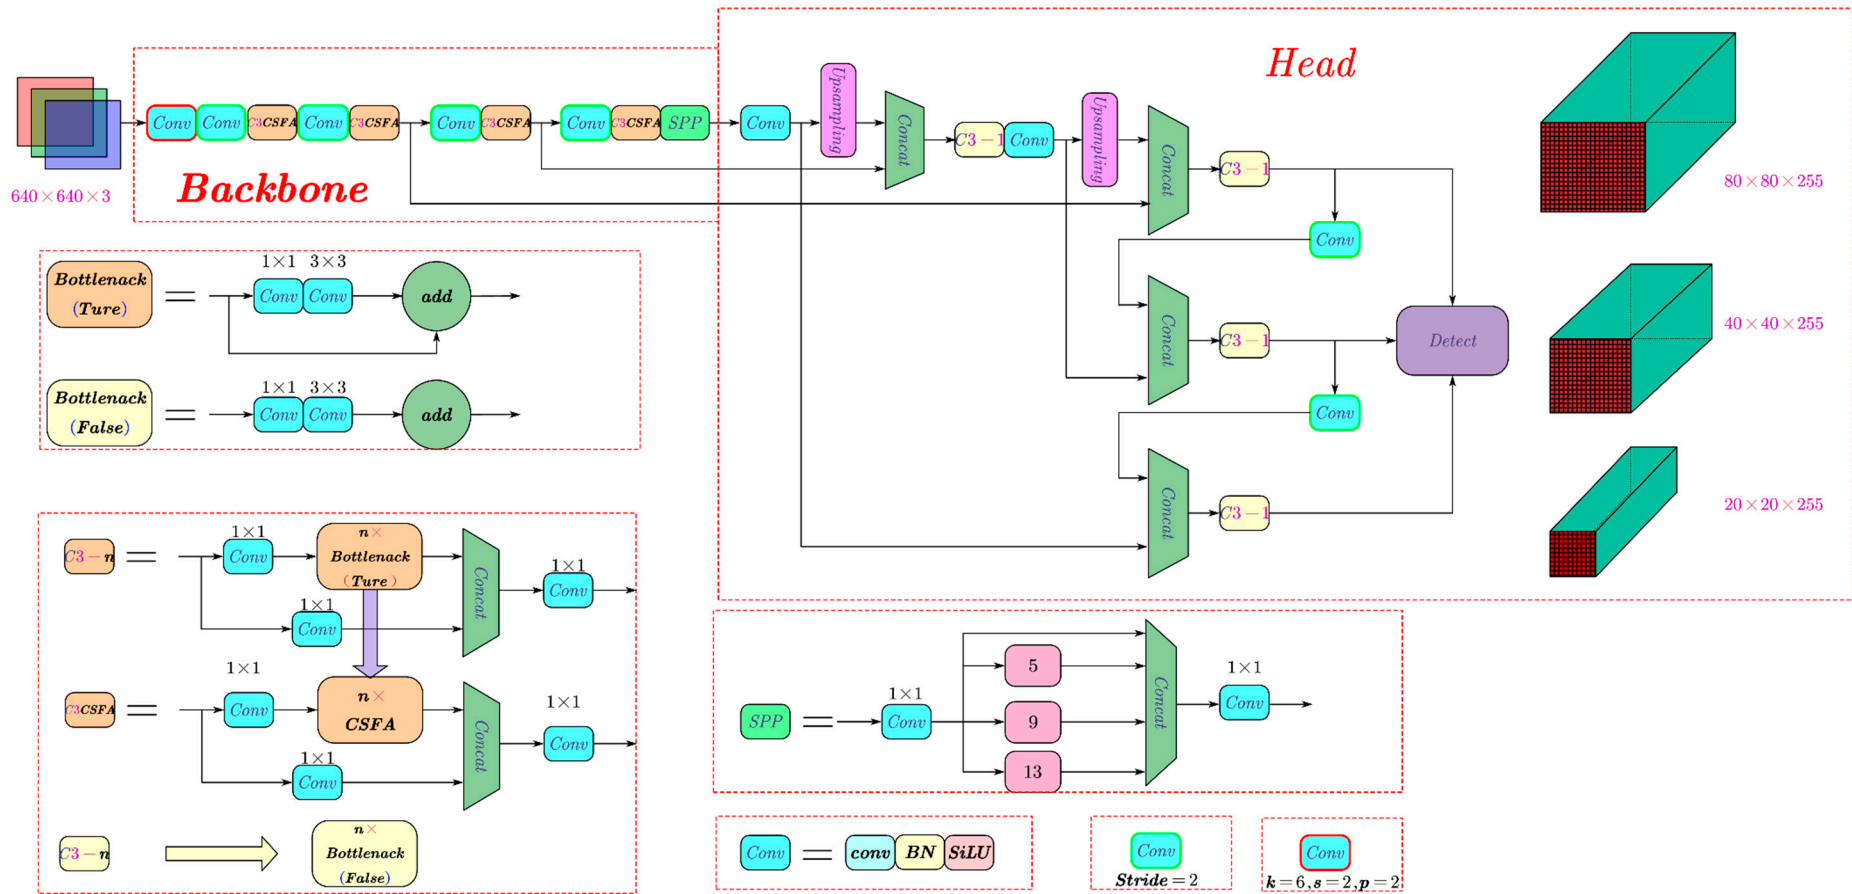 Head
Backbone
640×640×3
Conv
Conv
C3CSFA
Conv
C3CSFA
Conv
C3CSFA
Conv
C3CSFA
SPP
Conv
Upsampling
Concat
C3−1
Conv
Upsampling
Concat
C3−1
Conv
Concat
C3−1
Conv
Concat
C3−1
Detect
80×80×255
40×40×255
20×20×255
Bottlenack
(Ture)
=
1×1
3×3
Conv
Conv
add
Bottlenack
(False)
=
1×1
3×3
Conv
Conv
add
C3−n
=
1×1
Conv
n×
Bottlenack
(Ture)
1×1
Conv
Concat
1×1
Conv
C3CSFA
=
1×1
Conv
n×
CSFA
1×1
Conv
Concat
1×1
Conv
C3−n
n×
Bottlenack
(False)
SPP
=
1×1
Conv
5
9
13
Concat
1×1
Conv
Conv
=
conv
BN
SiLU
Conv
Stride=2
Conv
k=6,s=2,p=2